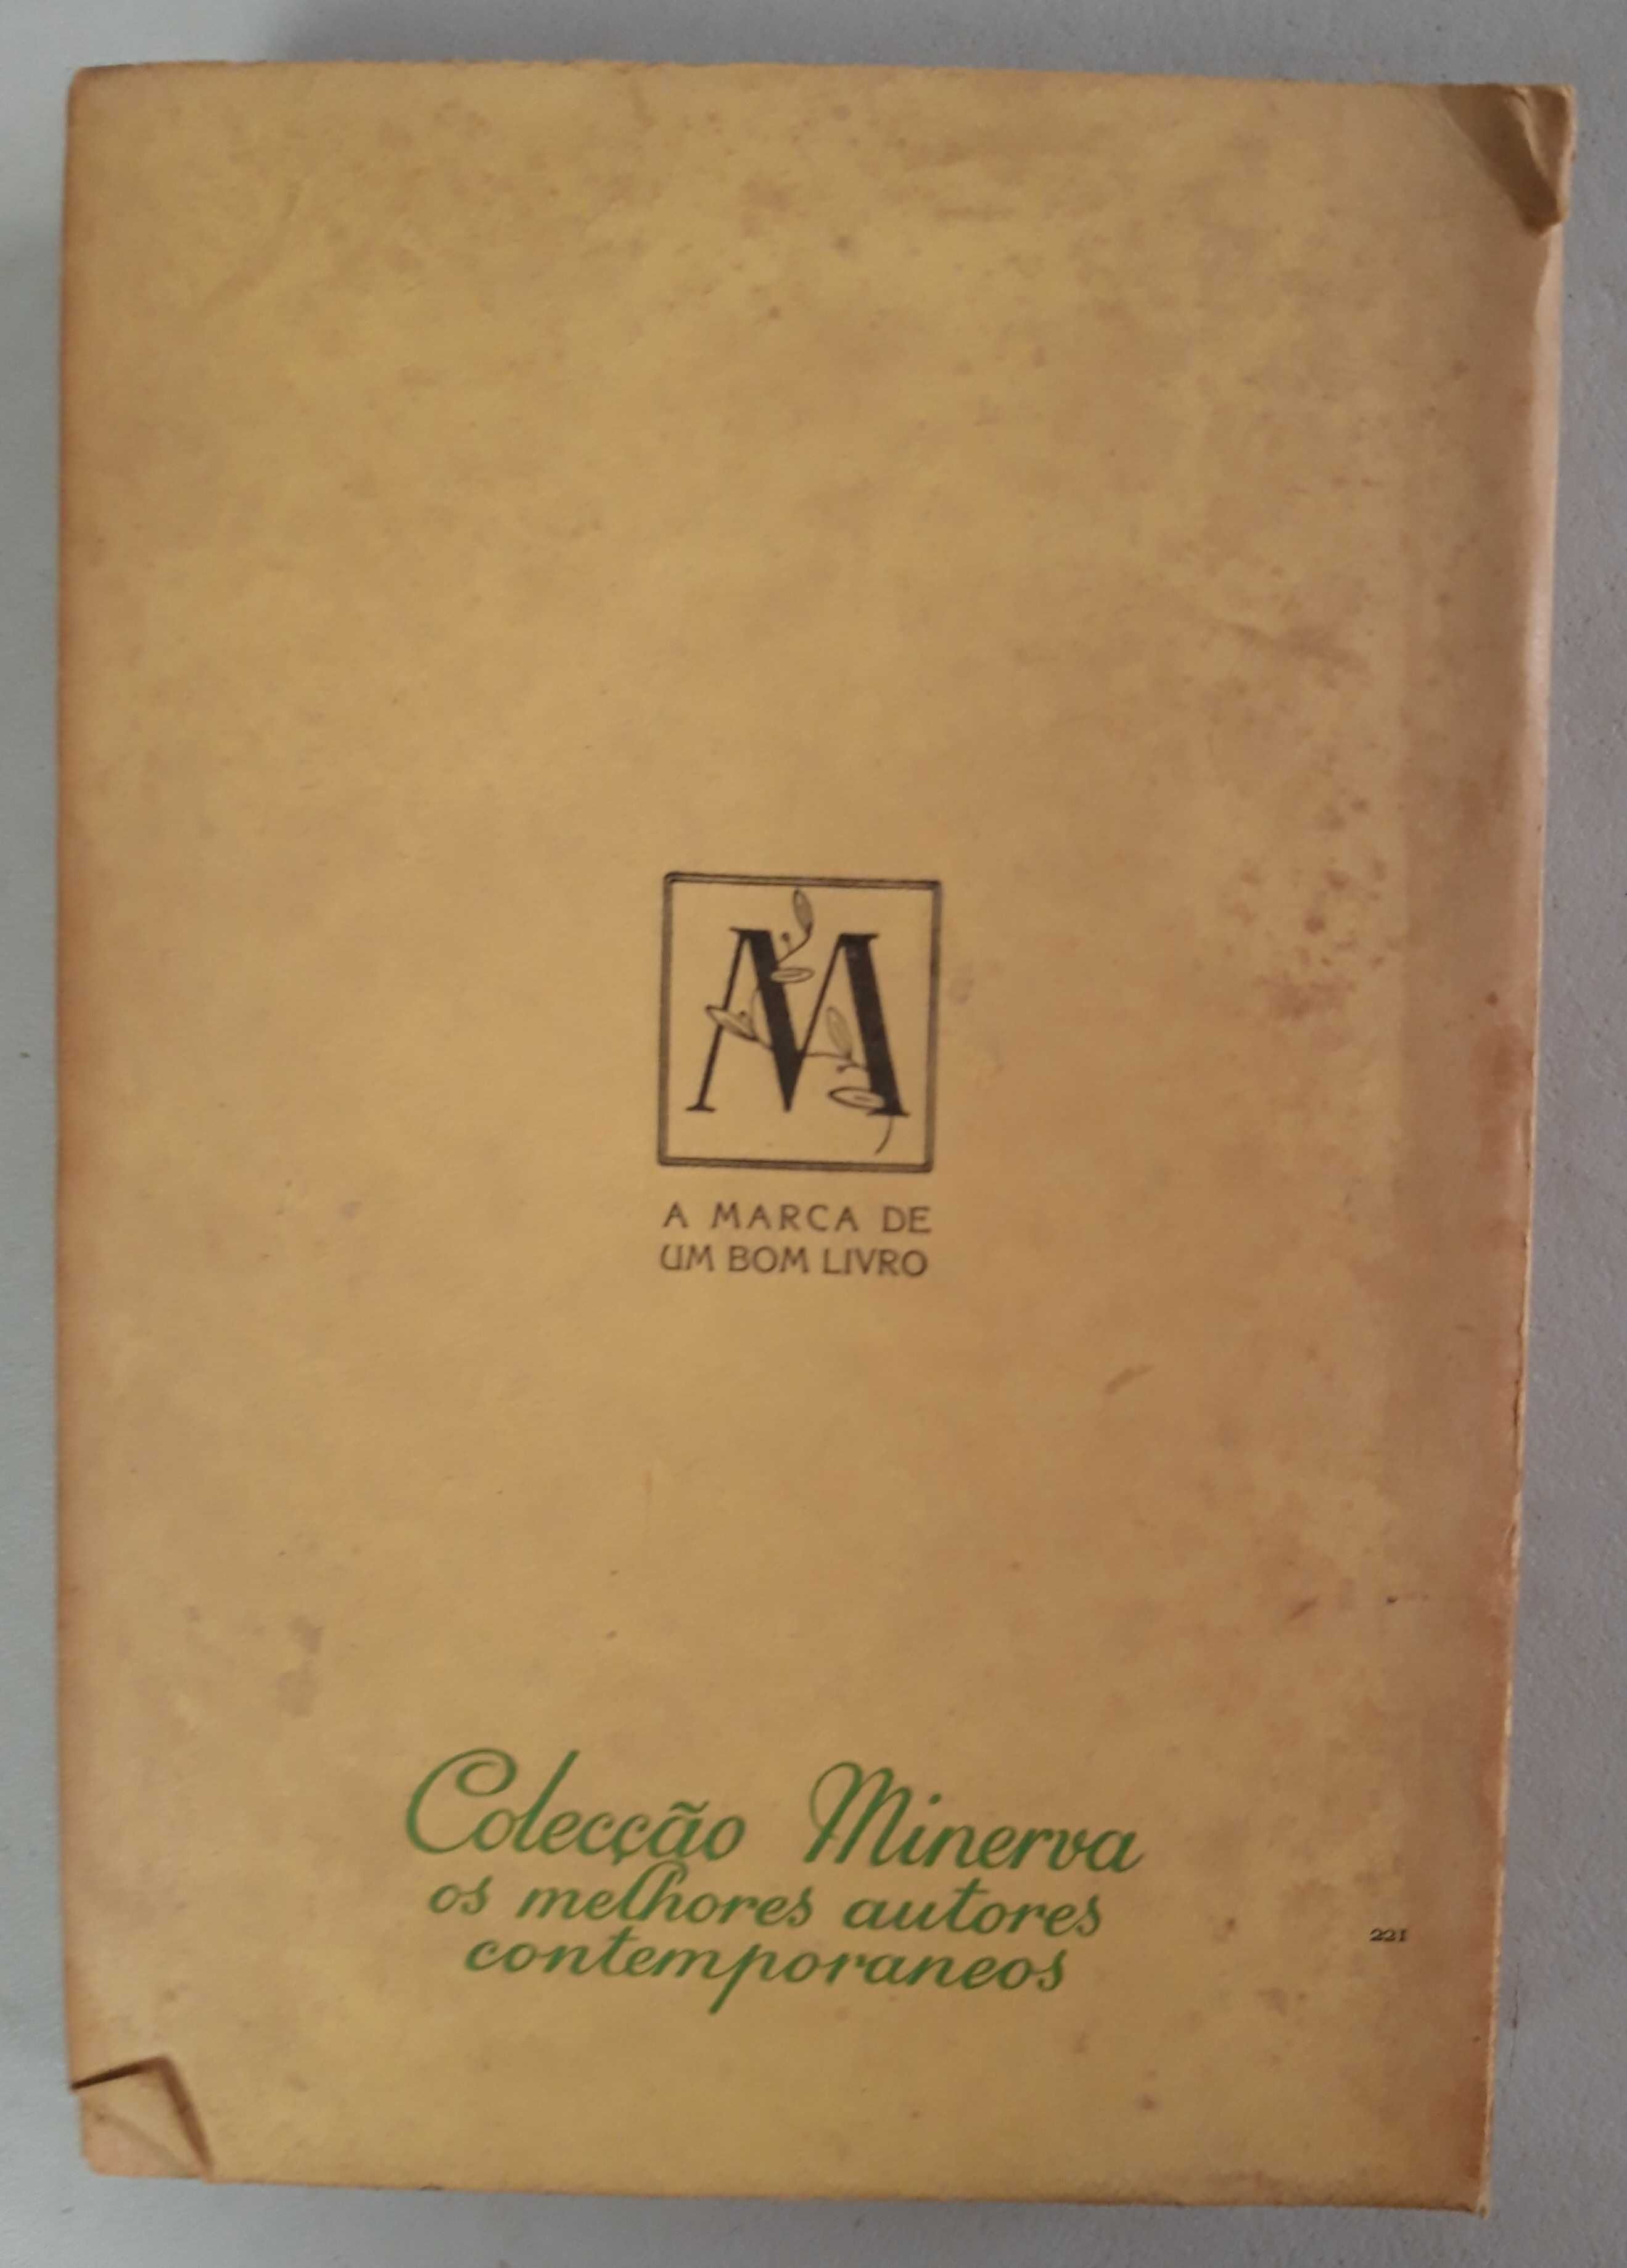 M
A MARCA DE
UM BOM LIVRO
Colecção Minerva
os melhores autores
contemporaneos
221